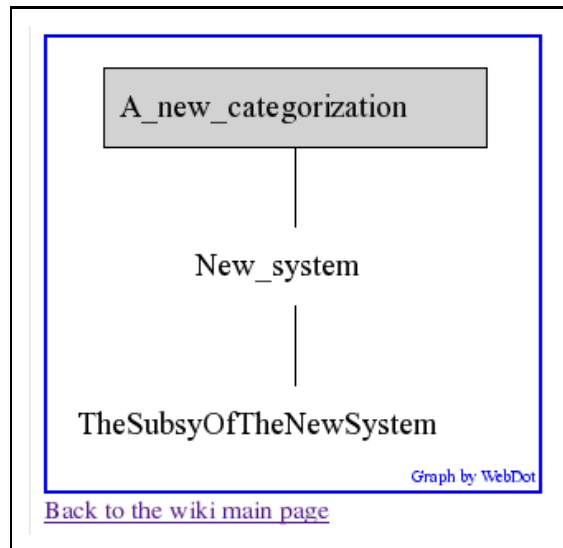 A_new_categorization
New_system
TheSubsyOfTheNewSystem
Graph by WebDot
Back to the wiki main page